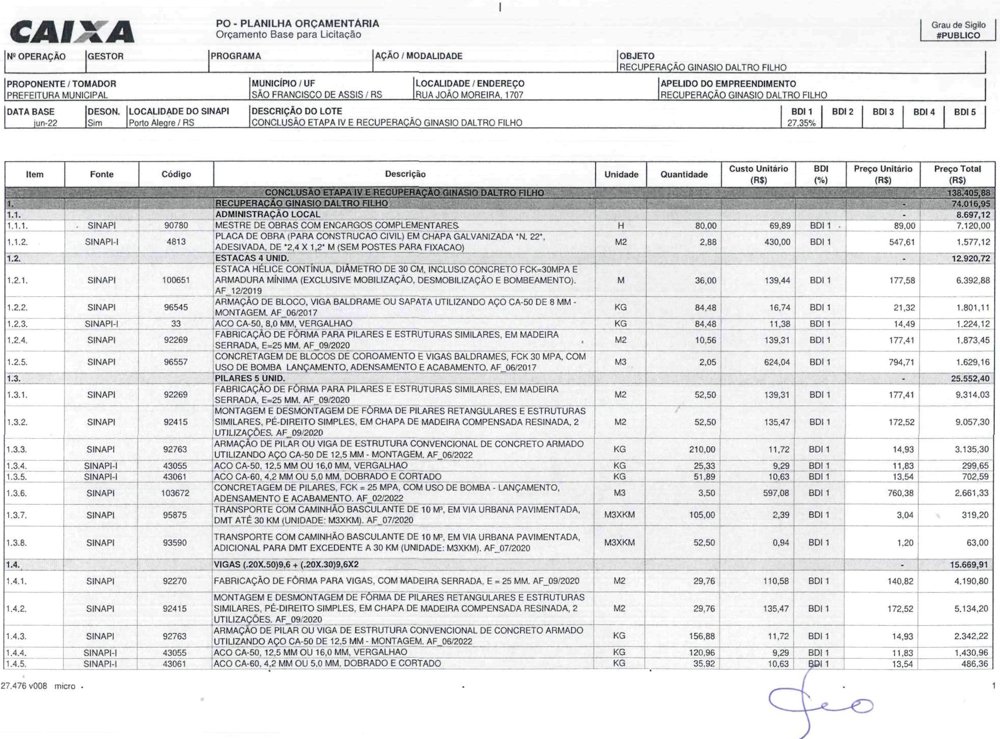 CAIXA
PO - PLANILHA ORÇAMENTÁRIA
Orçamento Base para Licitação
Grau de Sigilo
#PUBLICO
Nº OPERAÇÃO GESTOR PROGRAMA AÇÃO / MODALIDADE OBJETO
RECUPERAÇÃO GINASIO DALTRO FILHO
PROPONENTE / TOMADOR MUNICÍPIO / UF LOCALIDADE / ENDEREÇO APELIDO DO EMPREENDIMENTO
PREFEITURA MUNICIPAL SÃO FRANCISCO DE ASSIS / RS RUA JOÃO MOREIRA, 1707 RECUPERAÇÃO GINASIO DALTRO FILHO
DATA BASE DESON. LOCALIDADE DO SINAPI DESCRIÇÃO DO LOTE BDI 1 BDI 2 BDI 3 BDI 4 BDI 5
jun-22 Sim Porto Alegre / RS CONCLUSÃO ETAPA IV E RECUPERAÇÃO GINASIO DALTRO FILHO 27,35%
Item Fonte Código Descrição Unidade Quantidade Custo Unitário (R$) BDI (%) Preço Unitário (R$) Preço Total (R$)
CONCLUSÃO ETAPA IV E RECUPERAÇÃO GINASIO DALTRO FILHO 138.405,88
1. RECUPERAÇÃO GINASIO DALTRO FILHO - 74.016,95
1.1. ADMINISTRAÇÃO LOCAL - 8.697,12
1.1.1. SINAPI 90780 MESTRE DE OBRAS COM ENCARGOS COMPLEMENTARES H 80,00 69,89 BDI 1 89,00 7.120,00
1.1.2. SINAPI-I 4813 PLACA DE OBRA (PARA CONSTRUCAO CIVIL) EM CHAPA GALVANIZADA *N. 22*,
ADESIVADA, DE *2,4 X 1,2* M (SEM POSTES PARA FIXACAO) M2 2,88 430,00 BDI 1 547,61 1.577,12
1.2. ESTACAS 4 UNID. - 12.920,72
1.2.1. SINAPI 100651 ESTACA HÉLICE CONTÍNUA, DIÂMETRO DE 30 CM, INCLUSO CONCRETO FCK=30MPA E
ARMADURA MÍNIMA (EXCLUSIVE MOBILIZAÇÃO, DESMOBILIZAÇÃO E BOMBEAMENTO).
AF_12/2019 M 36,00 139,44 BDI 1 177,58 6.392,88
1.2.2. SINAPI 96545 ARMAÇÃO DE BLOCO, VIGA BALDRAME OU SAPATA UTILIZANDO AÇO CA-50 DE 8 MM -
MONTAGEM. AF_06/2017 KG 84,48 16,74 BDI 1 21,32 1.801,11
1.2.3. SINAPI-I 33 ACO CA-50, 8,0 MM, VERGALHAO KG 84,48 11,38 BDI 1 14,49 1.224,12
1.2.4. SINAPI 92269 FABRICAÇÃO DE FÔRMA PARA PILARES E ESTRUTURAS SIMILARES, EM MADEIRA
SERRADA, E=25 MM. AF_09/2020 M2 10,56 139,31 BDI 1 177,41 1.873,45
1.2.5. SINAPI 96557 CONCRETAGEM DE BLOCOS DE COROAMENTO E VIGAS BALDRAMES, FCK 30 MPA, COM
USO DE BOMBA LANÇAMENTO, ADENSAMENTO E ACABAMENTO. AF_06/2017 M3 2,05 624,04 BDI 1 794,71 1.629,16
1.3. PILARES 5 UNID. - 25.552,40
1.3.1. SINAPI 92269 FABRICAÇÃO DE FÔRMA PARA PILARES E ESTRUTURAS SIMILARES, EM MADEIRA
SERRADA, E=25 MM. AF_09/2020 M2 52,50 139,31 BDI 1 177,41 9.314,03
1.3.2. SINAPI 92415 MONTAGEM E DESMONTAGEM DE FÔRMA DE PILARES RETANGULARES E ESTRUTURAS
SIMILARES, PÉ-DIREITO SIMPLES, EM CHAPA DE MADEIRA COMPENSADA RESINADA, 2
UTILIZAÇÕES. AF_09/2020 M2 52,50 135,47 BDI 1 172,52 9.057,30
1.3.3. SINAPI 92763 ARMAÇÃO DE PILAR OU VIGA DE ESTRUTURA CONVENCIONAL DE CONCRETO ARMADO
UTILIZANDO AÇO CA-50 DE 12,5 MM - MONTAGEM. AF_06/2022 KG 210,00 11,72 BDI 1 14,93 3.135,30
1.3.4. SINAPI-I 43055 ACO CA-50, 12,5 MM OU 16,0 MM, VERGALHAO KG 25,33 9,29 BDI 1 11,83 299,65
1.3.5. SINAPI-I 43061 ACO CA-60, 4,2 MM OU 5,0 MM, DOBRADO E CORTADO KG 51,89 10,63 BDI 1 13,54 702,59
1.3.6. SINAPI 103672 CONCRETAGEM DE PILARES, FCK = 25 MPA, COM USO DE BOMBA - LANÇAMENTO,
ADENSAMENTO E ACABAMENTO. AF_02/2022 M3 3,50 597,08 BDI 1 760,38 2.661,33
1.3.7. SINAPI 95875 TRANSPORTE COM CAMINHÃO BASCULANTE DE 10 M³, EM VIA URBANA PAVIMENTADA,
DMT ATÉ 30 KM (UNIDADE: M3XKM). AF_07/2020 M3XKM 105,00 2,39 BDI 1 3,04 319,20
1.3.8. SINAPI 93590 TRANSPORTE COM CAMINHÃO BASCULANTE DE 10 M³, EM VIA URBANA PAVIMENTADA,
ADICIONAL PARA DMT EXCEDENTE A 30 KM (UNIDADE: M3XKM). AF_07/2020 M3XKM 52,50 0,94 BDI 1 1,20 63,00
1.4. VIGAS (.20X.50)9,6 + (.20X.30)9,6X2 - 15.669,91
1.4.1. SINAPI 92270 FABRICAÇÃO DE FÔRMA PARA VIGAS, COM MADEIRA SERRADA, E = 25 MM. AF_09/2020 M2 29,76 110,58 BDI 1 140,82 4.190,80
1.4.2. SINAPI 92415 MONTAGEM E DESMONTAGEM DE FÔRMA DE PILARES RETANGULARES E ESTRUTURAS
SIMILARES, PÉ-DIREITO SIMPLES, EM CHAPA DE MADEIRA COMPENSADA RESINADA, 2
UTILIZAÇÕES. AF_09/2020 M2 29,76 135,47 BDI 1 172,52 5.134,20
1.4.3. SINAPI 92763 ARMAÇÃO DE PILAR OU VIGA DE ESTRUTURA CONVENCIONAL DE CONCRETO ARMADO
UTILIZANDO AÇO CA-50 DE 12,5 MM - MONTAGEM. AF_06/2022 KG 156,88 11,72 BDI 1 14,93 2.342,22
1.4.4. SINAPI-I 43055 ACO CA-50, 12,5 MM OU 16,0 MM, VERGALHAO KG 120,96 9,29 BDI 1 11,83 1.430,96
1.4.5. SINAPI-I 43061 ACO CA-60, 4,2 MM OU 5,0 MM, DOBRADO E CORTADO KG 35,92 10,63 BDI 1 13,54 486,36
27.476 v008 micro 1